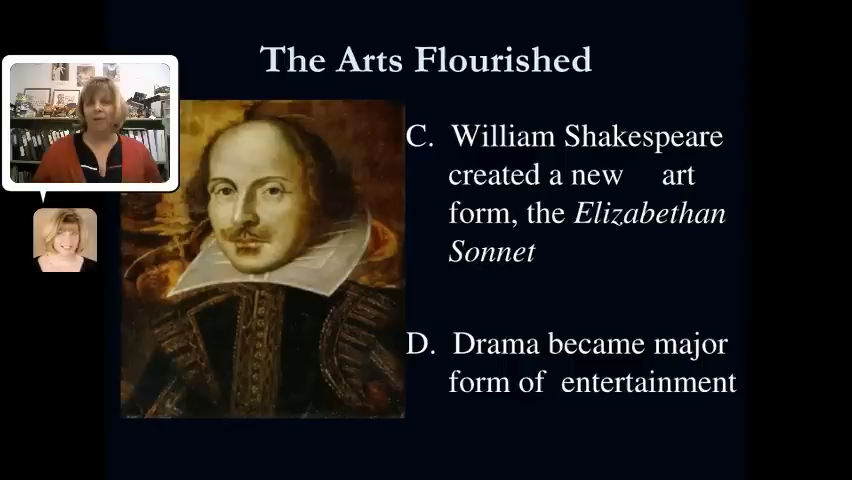 The Arts Flourished
C. William Shakespeare
created a new art
form, the Elizabethan
Sonnet
D. Drama became major
form of entertainment